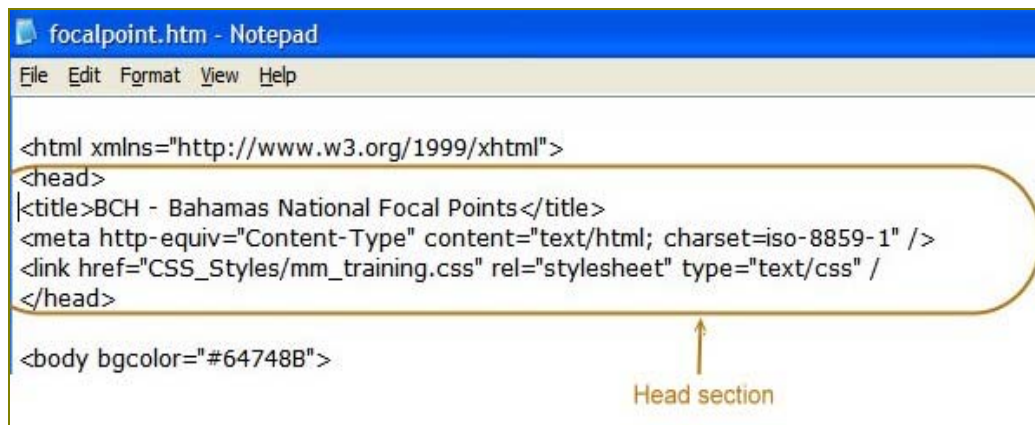 focalpoint.htm - Notepad
File Edit Format View Help
<html xmlns="http://www.w3.org/1999/xhtml">
<head>
<title>BCH - Bahamas National Focal Points</title>
<meta http-equiv="Content-Type" content="text/html; charset=iso-8859-1" />
<link href="CSS_Styles/mm_training.css" rel="stylesheet" type="text/css" /
</head>
<body bgcolor="#64748B">
Head section